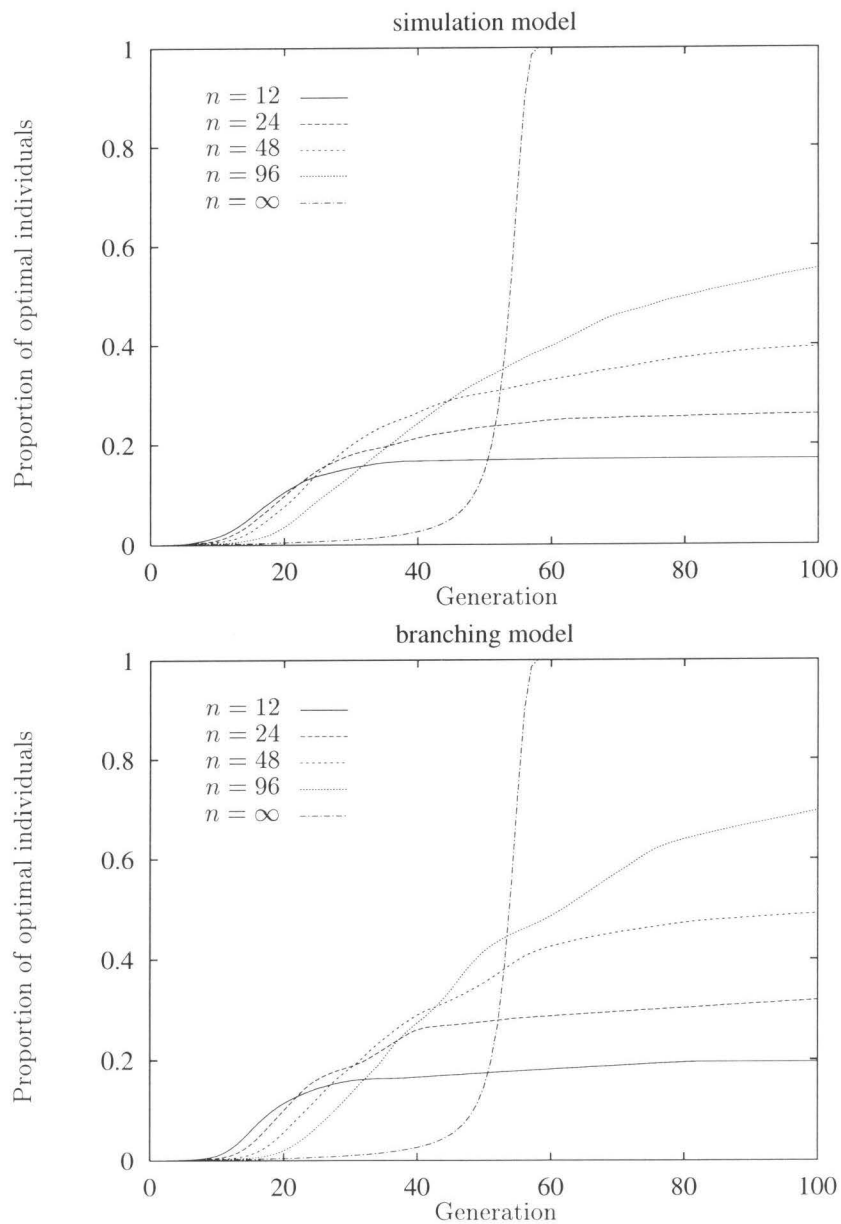 simulation model
Proportion of optimal individuals
1
0.8
0.6
0.4
0.2
0
n = 12
n = 24
n = 48
n = 96
n = ∞
0 20 40 60 80 100
Generation
branching model
Proportion of optimal individuals
1
0.8
0.6
0.4
0.2
0
n = 12
n = 24
n = 48
n = 96
n = ∞
0 20 40 60 80 100
Generation